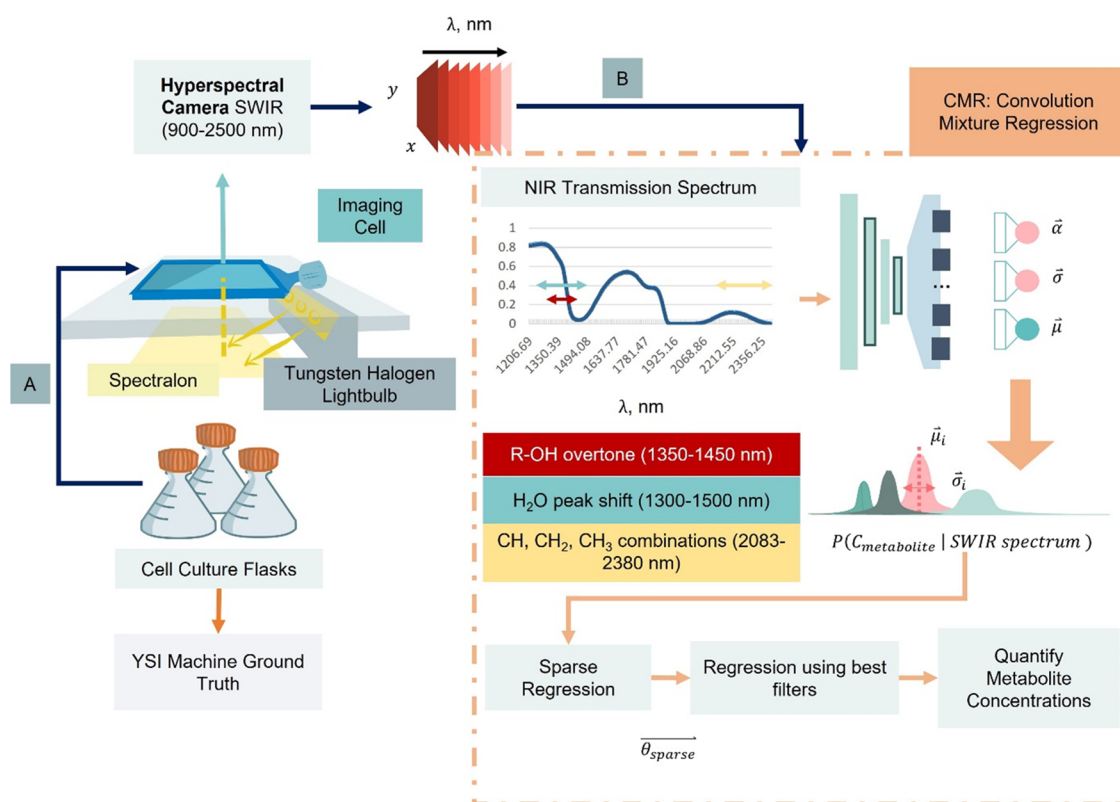 λ, nm
Hyperspectral
Camera SWIR
(900-2500 nm)
y
x
B
CMR: Convolution
Mixture Regression
Imaging
Cell
A
Spectralon
Tungsten Halogen
Lightbulb
Cell Culture Flasks
YSI Machine Ground
Truth
NIR Transmission Spectrum
1
0.8
0.6
0.4
0.2
0
1206.69
1350.39
1494.08
1637.77
1781.47
1925.16
2068.86
2212.55
2356.25
λ, nm
...
α⃗
σ⃗
μ⃗
R-OH overtone (1350-1450 nm)
H₂O peak shift (1300-1500 nm)
CH, CH₂, CH₃ combinations (2083-
2380 nm)
μ⃗ᵢ
σ⃗ᵢ
P(C_metabolite | SWIR spectrum )
Sparse
Regression
Regression using best
filters
Quantify
Metabolite
Concentrations
θ_sparse